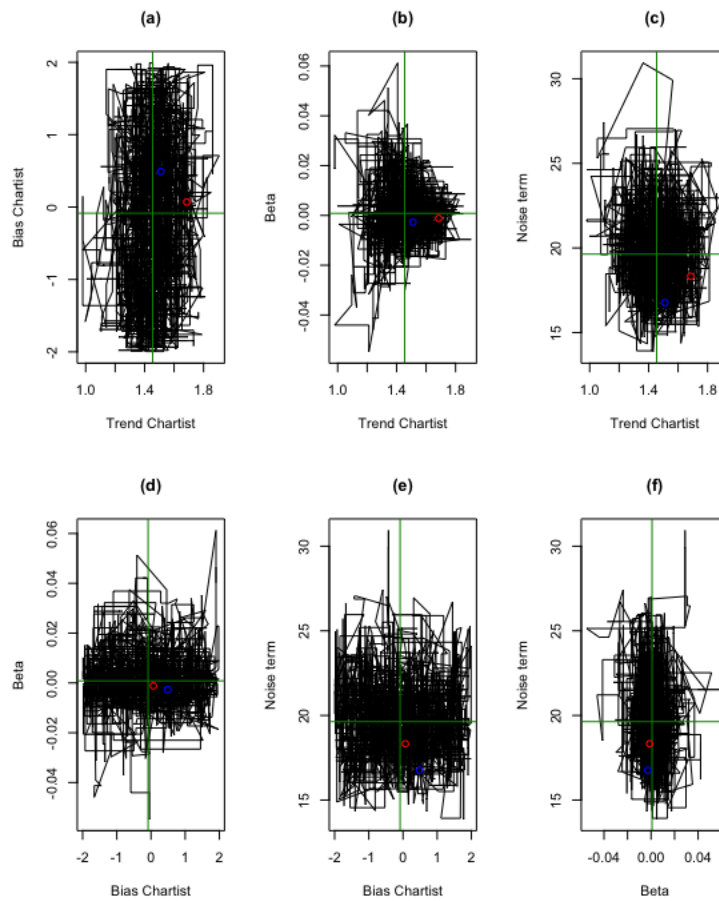 (a)
Bias Chartist
2
1
0
-1
-2
1.0 1.4 1.8
Trend Chartist
(b)
Beta
0.06
0.04
0.02
0.00
-0.02
-0.04
1.0 1.4 1.8
Trend Chartist
(c)
Noise term
30
25
20
15
1.0 1.4 1.8
Trend Chartist
(d)
Beta
0.06
0.04
0.02
0.00
-0.02
-0.04
-2 -1 0 1 2
Bias Chartist
(e)
Noise term
30
25
20
15
-2 -1 0 1 2
Bias Chartist
(f)
Noise term
30
25
20
15
-0.04 0.00 0.04
Beta